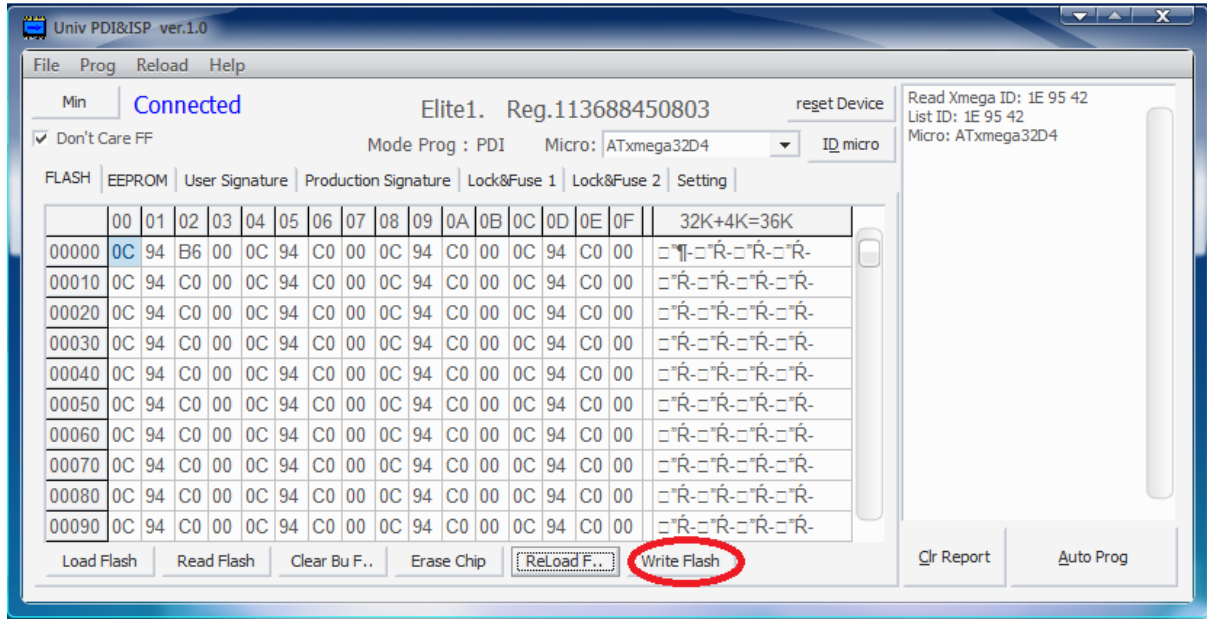 Univ PDI&ISP ver.1.0
X
File Prog Reload Help
Min Connected Elite1. Reg.113688450803 reset Device
Don't Care FF Mode Prog : PDI Micro: ATxmega32D4 ID micro
FLASH EEPROM User Signature Production Signature Lock&Fuse 1 Lock&Fuse 2 Setting
00 01 02 03 04 05 06 07 08 09 0A 0B 0C 0D 0E 0F 32K+4K=36K
00000 0C 94 B6 00 0C 94 C0 00 0C 94 C0 00 0C 94 C0 00 □"¶-□"Ŕ-□"Ŕ-□"Ŕ-
00010 0C 94 C0 00 0C 94 C0 00 0C 94 C0 00 0C 94 C0 00 □"Ŕ-□"Ŕ-□"Ŕ-□"Ŕ-
00020 0C 94 C0 00 0C 94 C0 00 0C 94 C0 00 0C 94 C0 00 □"Ŕ-□"Ŕ-□"Ŕ-□"Ŕ-
00030 0C 94 C0 00 0C 94 C0 00 0C 94 C0 00 0C 94 C0 00 □"Ŕ-□"Ŕ-□"Ŕ-□"Ŕ-
00040 0C 94 C0 00 0C 94 C0 00 0C 94 C0 00 0C 94 C0 00 □"Ŕ-□"Ŕ-□"Ŕ-□"Ŕ-
00050 0C 94 C0 00 0C 94 C0 00 0C 94 C0 00 0C 94 C0 00 □"Ŕ-□"Ŕ-□"Ŕ-□"Ŕ-
00060 0C 94 C0 00 0C 94 C0 00 0C 94 C0 00 0C 94 C0 00 □"Ŕ-□"Ŕ-□"Ŕ-□"Ŕ-
00070 0C 94 C0 00 0C 94 C0 00 0C 94 C0 00 0C 94 C0 00 □"Ŕ-□"Ŕ-□"Ŕ-□"Ŕ-
00080 0C 94 C0 00 0C 94 C0 00 0C 94 C0 00 0C 94 C0 00 □"Ŕ-□"Ŕ-□"Ŕ-□"Ŕ-
00090 0C 94 C0 00 0C 94 C0 00 0C 94 C0 00 0C 94 C0 00 □"Ŕ-□"Ŕ-□"Ŕ-□"Ŕ-
Load Flash Read Flash Clear Bu F.. Erase Chip ReLoad F.. Write Flash
Read Xmega ID: 1E 95 42
List ID: 1E 95 42
Micro: ATxmega32D4
Clr Report Auto Prog